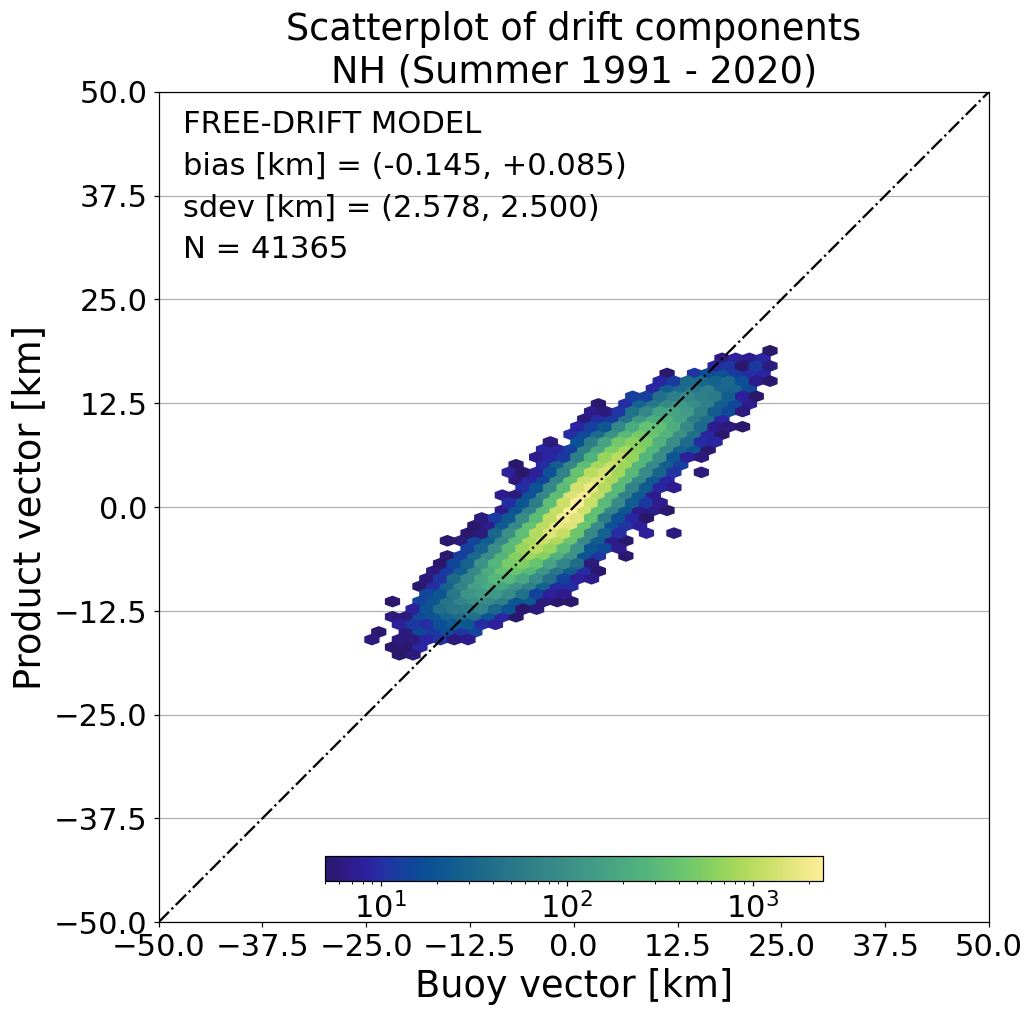 Scatterplot of drift components
NH (Summer 1991 - 2020)
50.0
FREE-DRIFT MODEL
bias [km] = (-0.145, +0.085)
37.5
sdev [km] = (2.578, 2.500)
N = 41365
25.0
12.5
0.0
−12.5
−25.0
−37.5
−50.0
Product vector [km]
10¹ 10² 10³
−50.0 −37.5 −25.0 −12.5 0.0 12.5 25.0 37.5 50.0
Buoy vector [km]